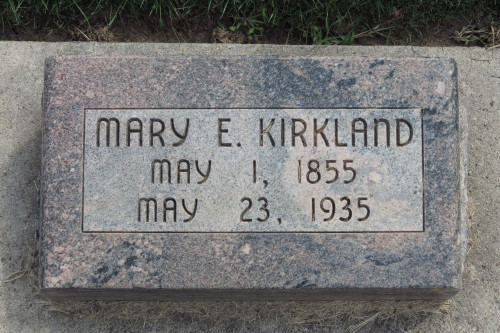 MARY E. KIRKLAND
MAY 1, 1855
MAY 23, 1935